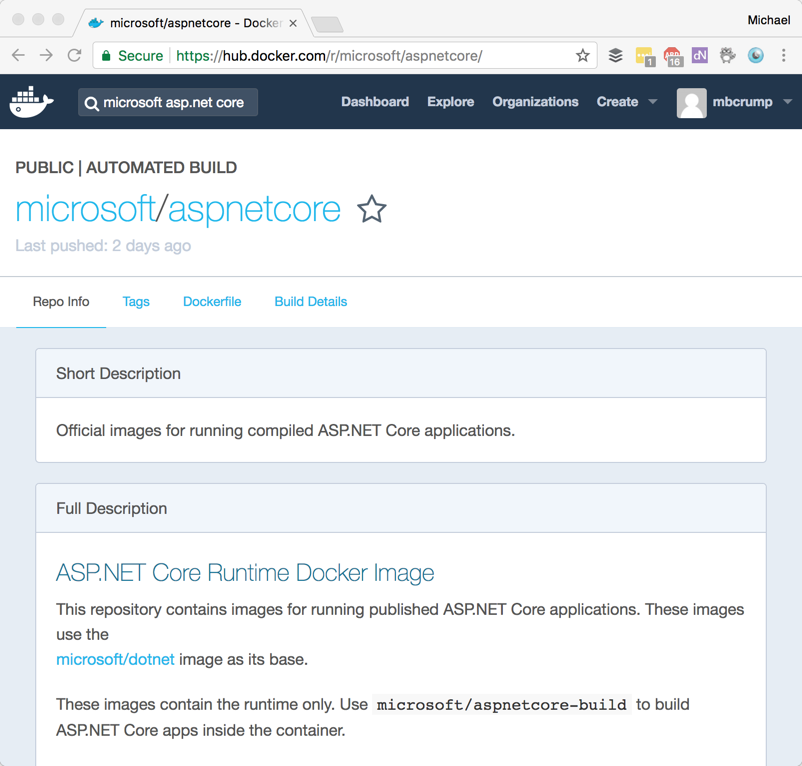 microsoft/aspnetcore - Docker
Michael
Secure
https://hub.docker.com/r/microsoft/aspnetcore/
1
16
dN
microsoft asp.net core
Dashboard
Explore
Organizations
Create
mbcrump
PUBLIC | AUTOMATED BUILD
microsoft/aspnetcore
Last pushed: 2 days ago
Repo Info
Tags
Dockerfile
Build Details
Short Description
Official images for running compiled ASP.NET Core applications.
Full Description
ASP.NET Core Runtime Docker Image
This repository contains images for running published ASP.NET Core applications. These images
use the
microsoft/dotnet image as its base.
These images contain the runtime only. Use microsoft/aspnetcore-build to build
ASP.NET Core apps inside the container.